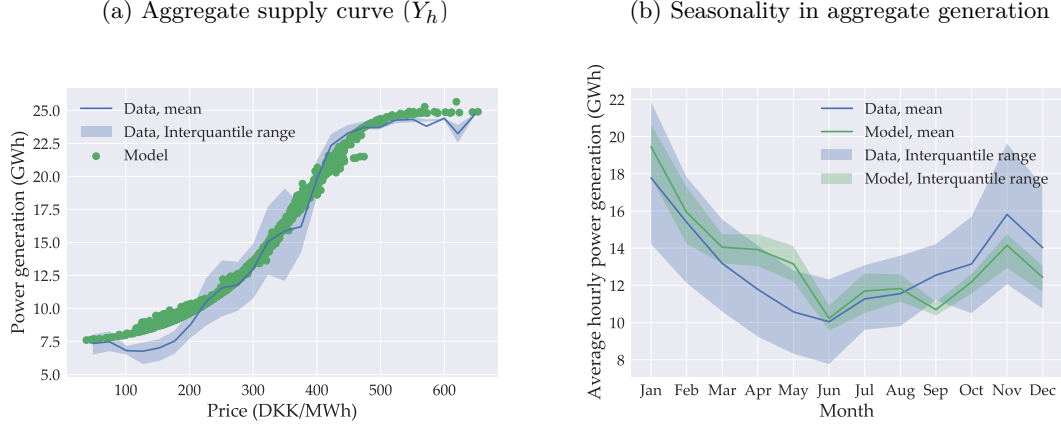 (a) Aggregate supply curve (Y_h)
Power generation (GWh)
25.0
22.5
20.0
17.5
15.0
12.5
10.0
7.5
5.0
Data, mean
Data, Interquantile range
Model
100 200 300 400 500 600
Price (DKK/MWh)
(b) Seasonality in aggregate generation
Average hourly power generation (GWh)
22
20
18
16
14
12
10
8
Data, mean
Model, mean
Data, Interquantile range
Model, Interquantile range
Jan Feb Mar Apr May Jun Jul Aug Sep Oct Nov Dec
Month